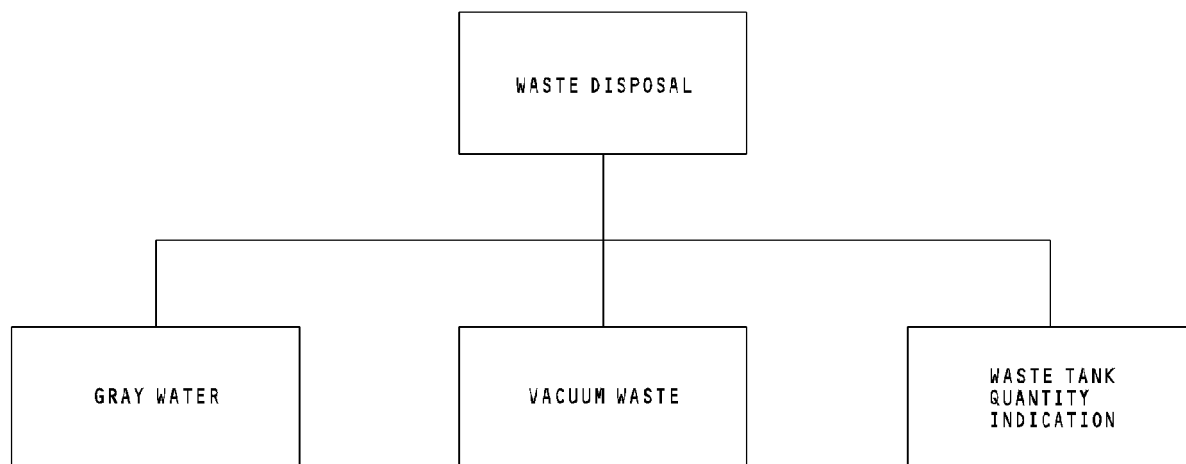 WASTE DISPOSAL
GRAY WATER
VACUUM WASTE
WASTE TANK
QUANTITY
INDICATION